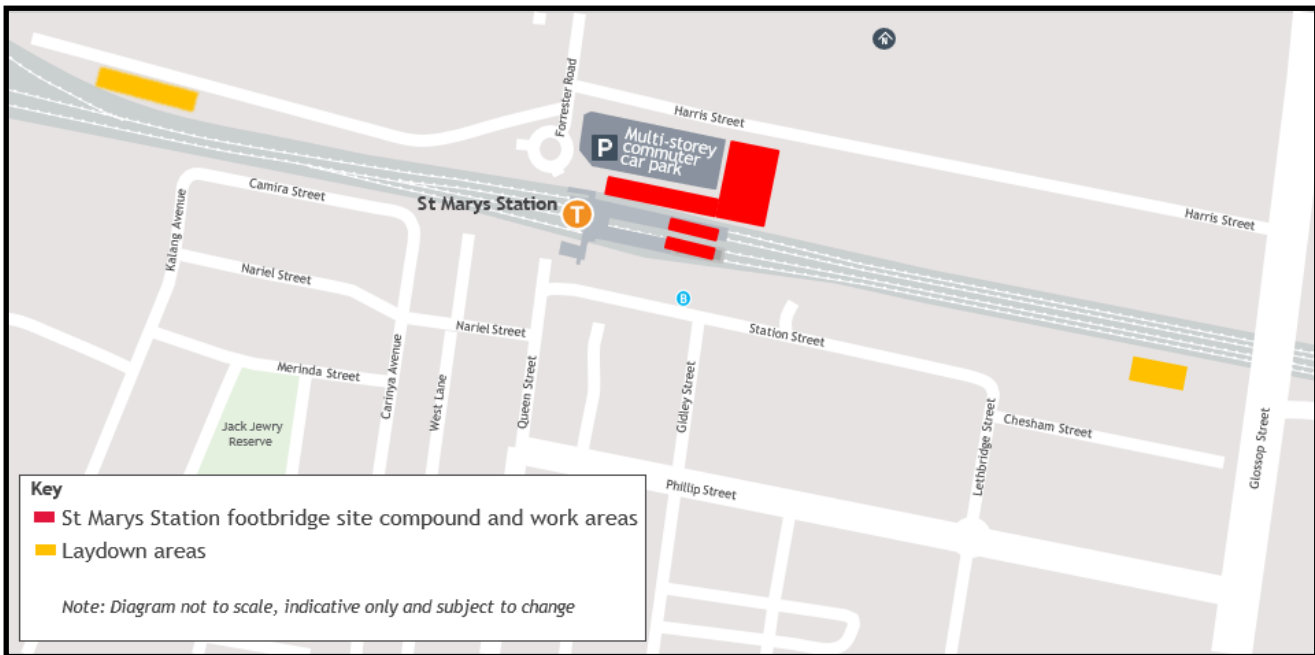 N
Forrester Road
Harris Street
P
Multi-storey
commuter
car park
Camira Street
St Marys Station
T
Kalang Avenue
Harris Street
Nariel Street
B
Nariel Street
Station Street
Merinda Street
Carinya Avenue
West Lane
Queen Street
Gidley Street
Jack Jewry
Reserve
Chesham Street
Lethbridge Street
Glossop Street
Phillip Street
Key
St Marys Station footbridge site compound and work areas
Laydown areas
Note: Diagram not to scale, indicative only and subject to change